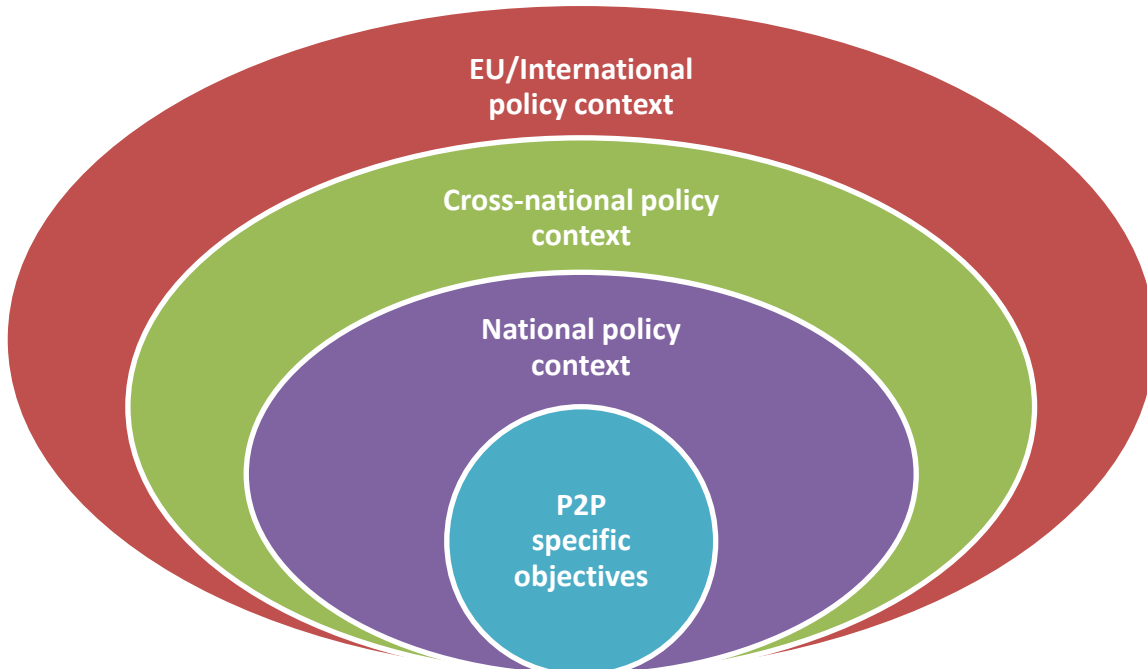 EU/International
policy context
Cross-national policy
context
National policy
context
P2P
specific
objectives